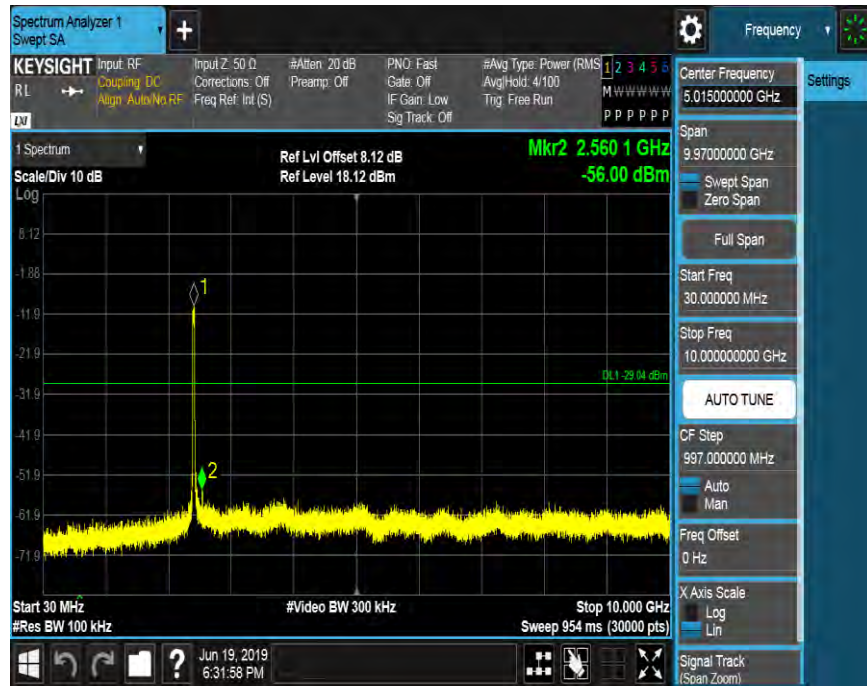 Spectrum Analyzer 1
Swept SA
+
Frequency
KEYSIGHT
Input: RF
Coupling: DC
Align: Auto/No RF
Input Z: 50 Ω
Corrections: Off
Freq Ref: Int (S)
#Atten: 20 dB
Preamp: Off
PNO: Fast
Gate: Off
IF Gain: Low
Sig Track: Off
#Avg Type: Power (RMS
Avg|Hold: 4/100
Trig: Free Run
1 2 3 4 5 6
M W W W W W
P P P P P P
R L
LXI
1 Spectrum
Scale/Div 10 dB
Ref Lvl Offset 8.12 dB
Ref Level 18.12 dBm
Mkr2 2.560 1 GHz
-56.00 dBm
Log
8.12
-1.88
-11.9
-21.9
-31.9
-41.9
-51.9
-61.9
-71.9
1
2
DL1 -29.04 dBm
Start 30 MHz
#Res BW 100 kHz
#Video BW 300 kHz
Stop 10.000 GHz
Sweep 954 ms (30000 pts)
Center Frequency
5.015000000 GHz
Settings
Span
9.97000000 GHz
Swept Span
Zero Span
Full Span
Start Freq
30.000000 MHz
Stop Freq
10.000000000 GHz
AUTO TUNE
CF Step
997.000000 MHz
Auto
Man
Freq Offset
0 Hz
X Axis Scale
Log
Lin
Signal Track
(Span Zoom)
?
Jun 19, 2019
6:31:58 PM